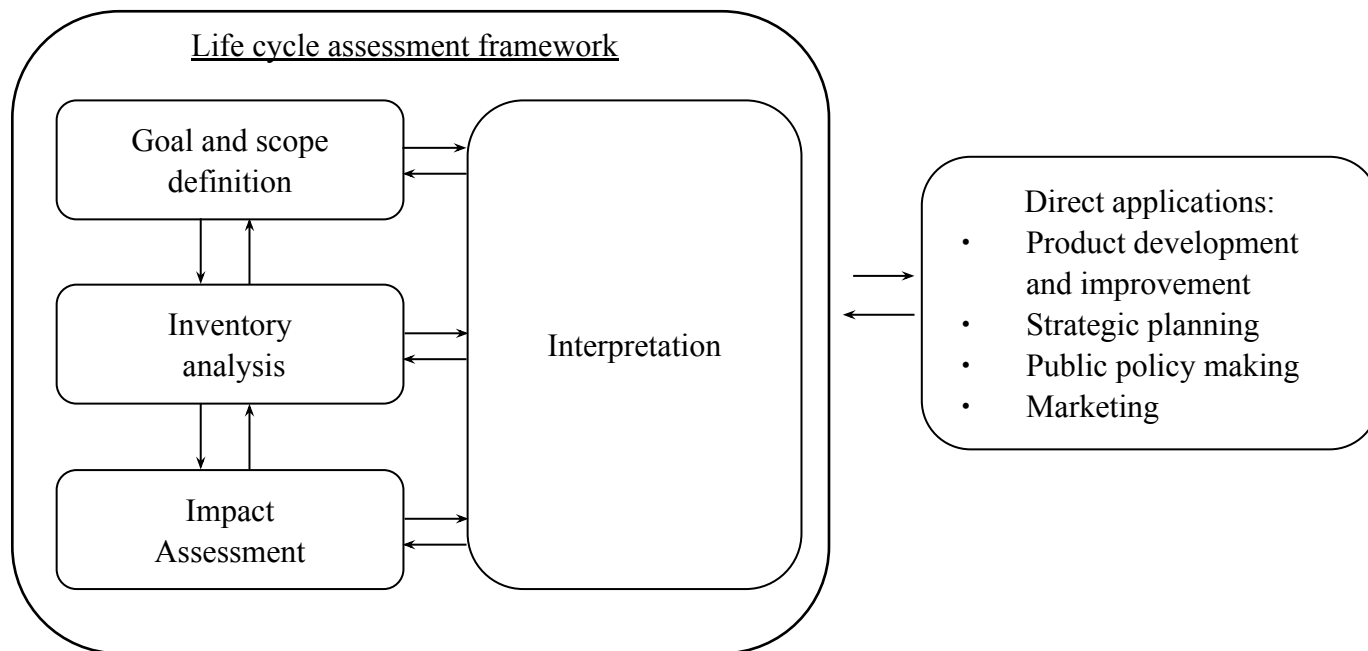 Life cycle assessment framework
Goal and scope
definition
Inventory
analysis
Impact
Assessment
Interpretation
Direct applications:
・ Product development
and improvement
・ Strategic planning
・ Public policy making
・ Marketing